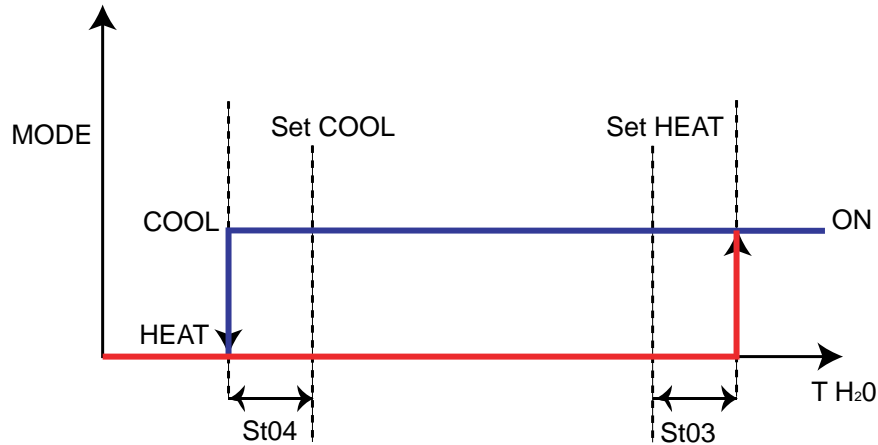 Set COOL
Set HEAT
MODE
COOL
ON
HEAT
T H₂0
St04
St03